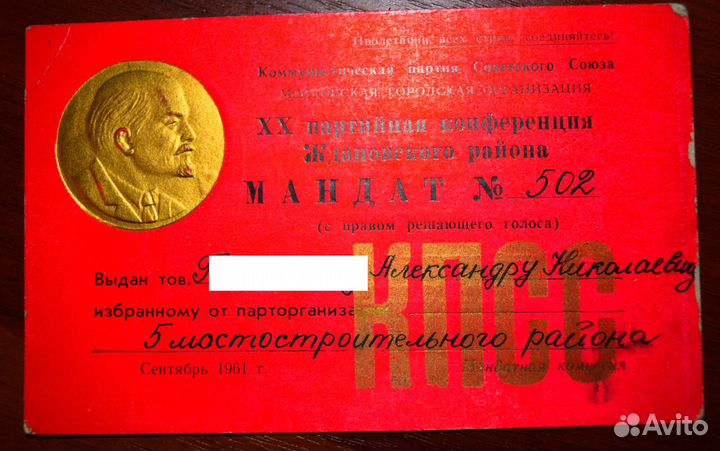 Пролетарии всех стран, соединяйтесь!
Коммунистическая партия Советского Союза
МОСКОВСКАЯ ГОРОДСКАЯ ОРГАНИЗАЦИЯ
XX партийная конференция
Ждановского района
МАНДАТ № 502
(с правом решающего голоса)
КПСС
Выдан тов. Александру Николаевич
избранному от парторганиза
5 мостостроительного района
Сентябрь 1961 г. Мандатная комиссия
Avito